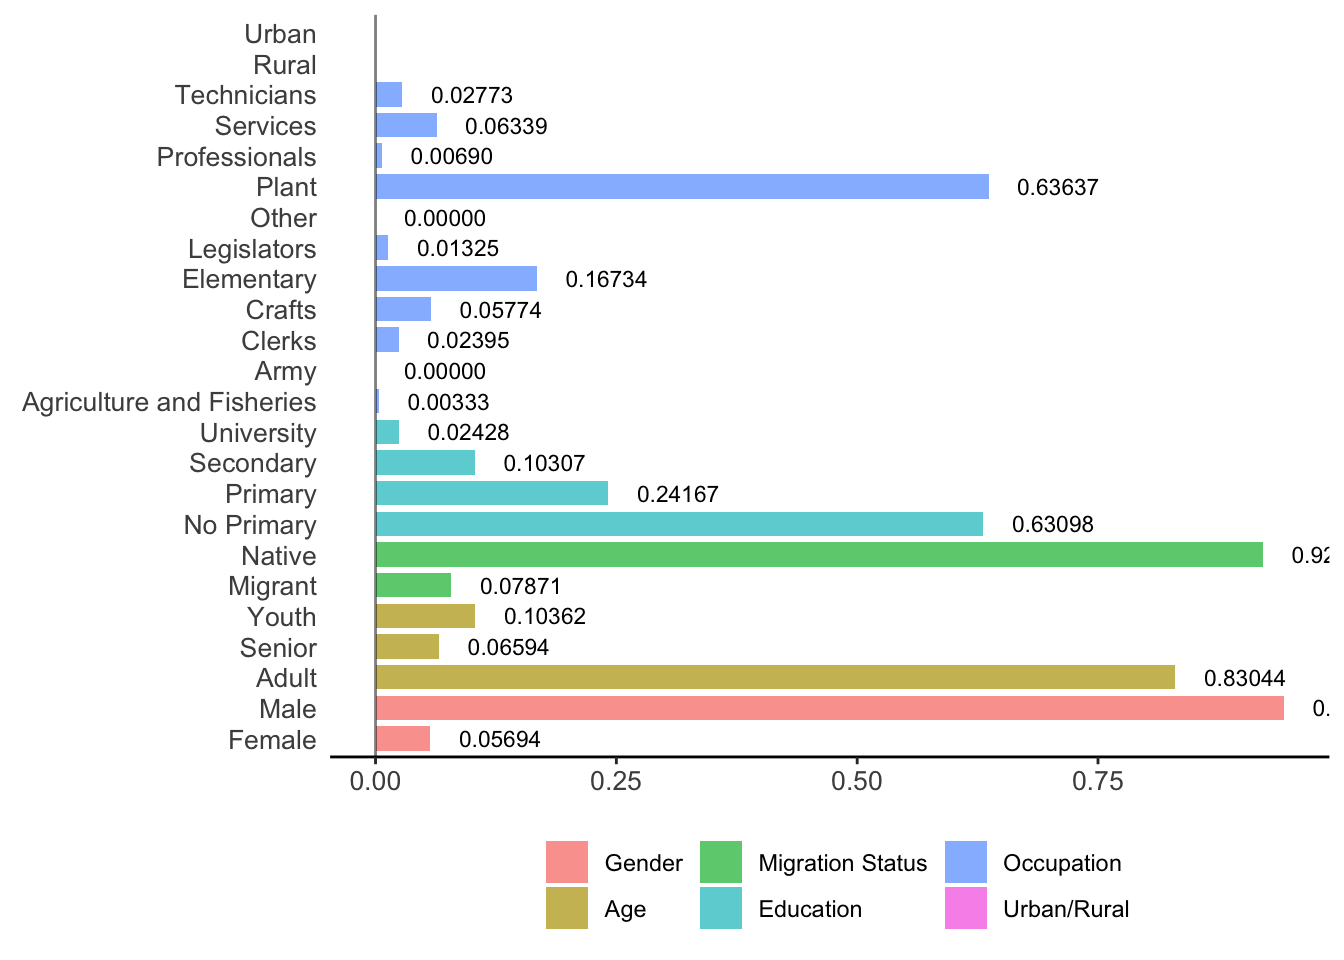 Urban
Rural
Technicians 0.02773
Services 0.06339
Professionals 0.00690
Plant 0.63637
Other 0.00000
Legislators 0.01325
Elementary 0.16734
Crafts 0.05774
Clerks 0.02395
Army 0.00000
Agriculture and Fisheries 0.00333
University 0.02428
Secondary 0.10307
Primary 0.24167
No Primary 0.63098
Native 0.92
Migrant 0.07871
Youth 0.10362
Senior 0.06594
Adult 0.83044
Male 0.
Female 0.05694
0.00 0.25 0.50 0.75
Gender Migration Status Occupation
Age Education Urban/Rural